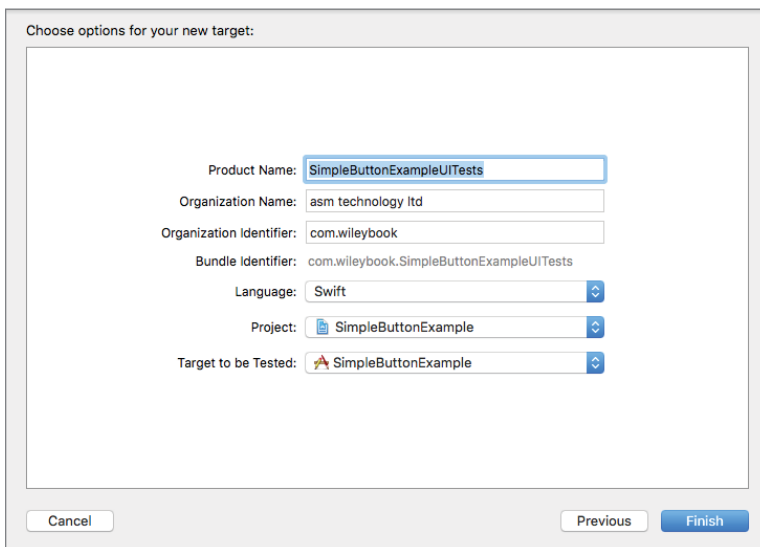 Choose options for your new target:
Product Name: SimpleButtonExampleUITests
Organization Name: asm technology ltd
Organization Identifier: com.wileybook
Bundle Identifier: com.wileybook.SimpleButtonExampleUITests
Language: Swift
Project: SimpleButtonExample
Target to be Tested: SimpleButtonExample
Cancel Previous Finish